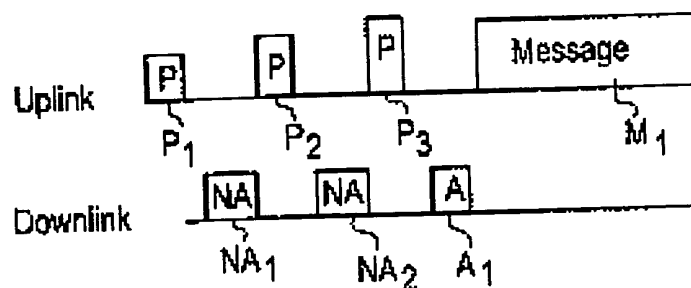 P P P Message
Uplink
P1 P2 P3 M1
NA NA A
Downlink
NA1 NA2 A1